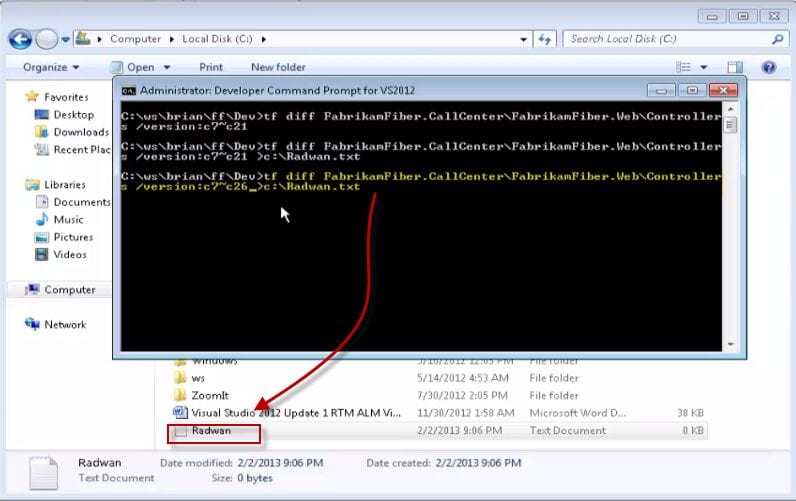 Computer
Local Disk (C:)
Search Local Disk (C:)
Organize
Open
Print
New folder
Favorites
Desktop
Downloads
Recent Plac
Libraries
Documents
Music
Pictures
Videos
Computer
Network
Administrator: Developer Command Prompt for VS2012
C:\ws\brian\ff\Dev>tf diff FabrikamFiber.CallCenter\FabrikamFiber.Web\Controller
s /version:c7~c21
C:\ws\brian\ff\Dev>tf diff FabrikamFiber.CallCenter\FabrikamFiber.Web\Controller
s /version:c7~c21 >c:\Radwan.txt
C:\ws\brian\ff\Dev>tf diff FabrikamFiber.CallCenter\FabrikamFiber.Web\Controller
s /version:c7~c26_>c:\Radwan.txt
Windows 5/10/2012 12:05 PM File folder
ws 5/14/2012 4:53 AM File folder
ZoomIt 7/30/2012 2:05 PM File folder
Visual Studio 2012 Update 1 RTM ALM Vi... 11/30/2012 1:58 AM Microsoft Word D... 38 KB
Radwan 2/2/2013 9:06 PM Text Document 0 KB
Radwan Date modified: 2/2/2013 9:06 PM Date created: 2/2/2013 9:06 PM
Text Document Size: 0 bytes